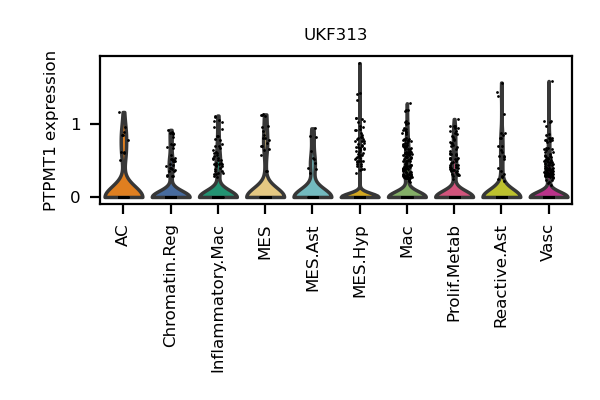 UKF313
PTPMT1 expression
1
0
AC
Chromatin.Reg
Inflammatory.Mac
MES
MES.Ast
MES.Hyp
Mac
Prolif.Metab
Reactive.Ast
Vasc